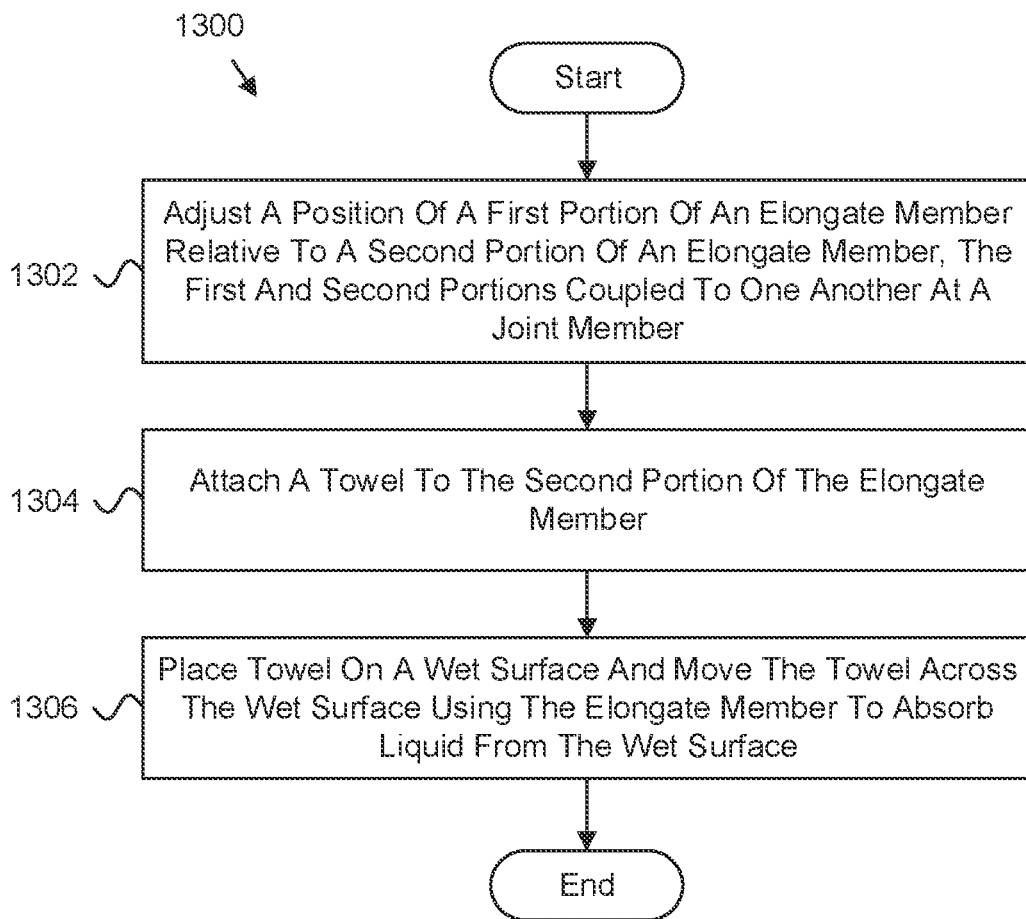 1300
Start
1302
Adjust A Position Of A First Portion Of An Elongate Member
Relative To A Second Portion Of An Elongate Member, The
First And Second Portions Coupled To One Another At A
Joint Member
1304
Attach A Towel To The Second Portion Of The Elongate
Member
1306
Place Towel On A Wet Surface And Move The Towel Across
The Wet Surface Using The Elongate Member To Absorb
Liquid From The Wet Surface
End